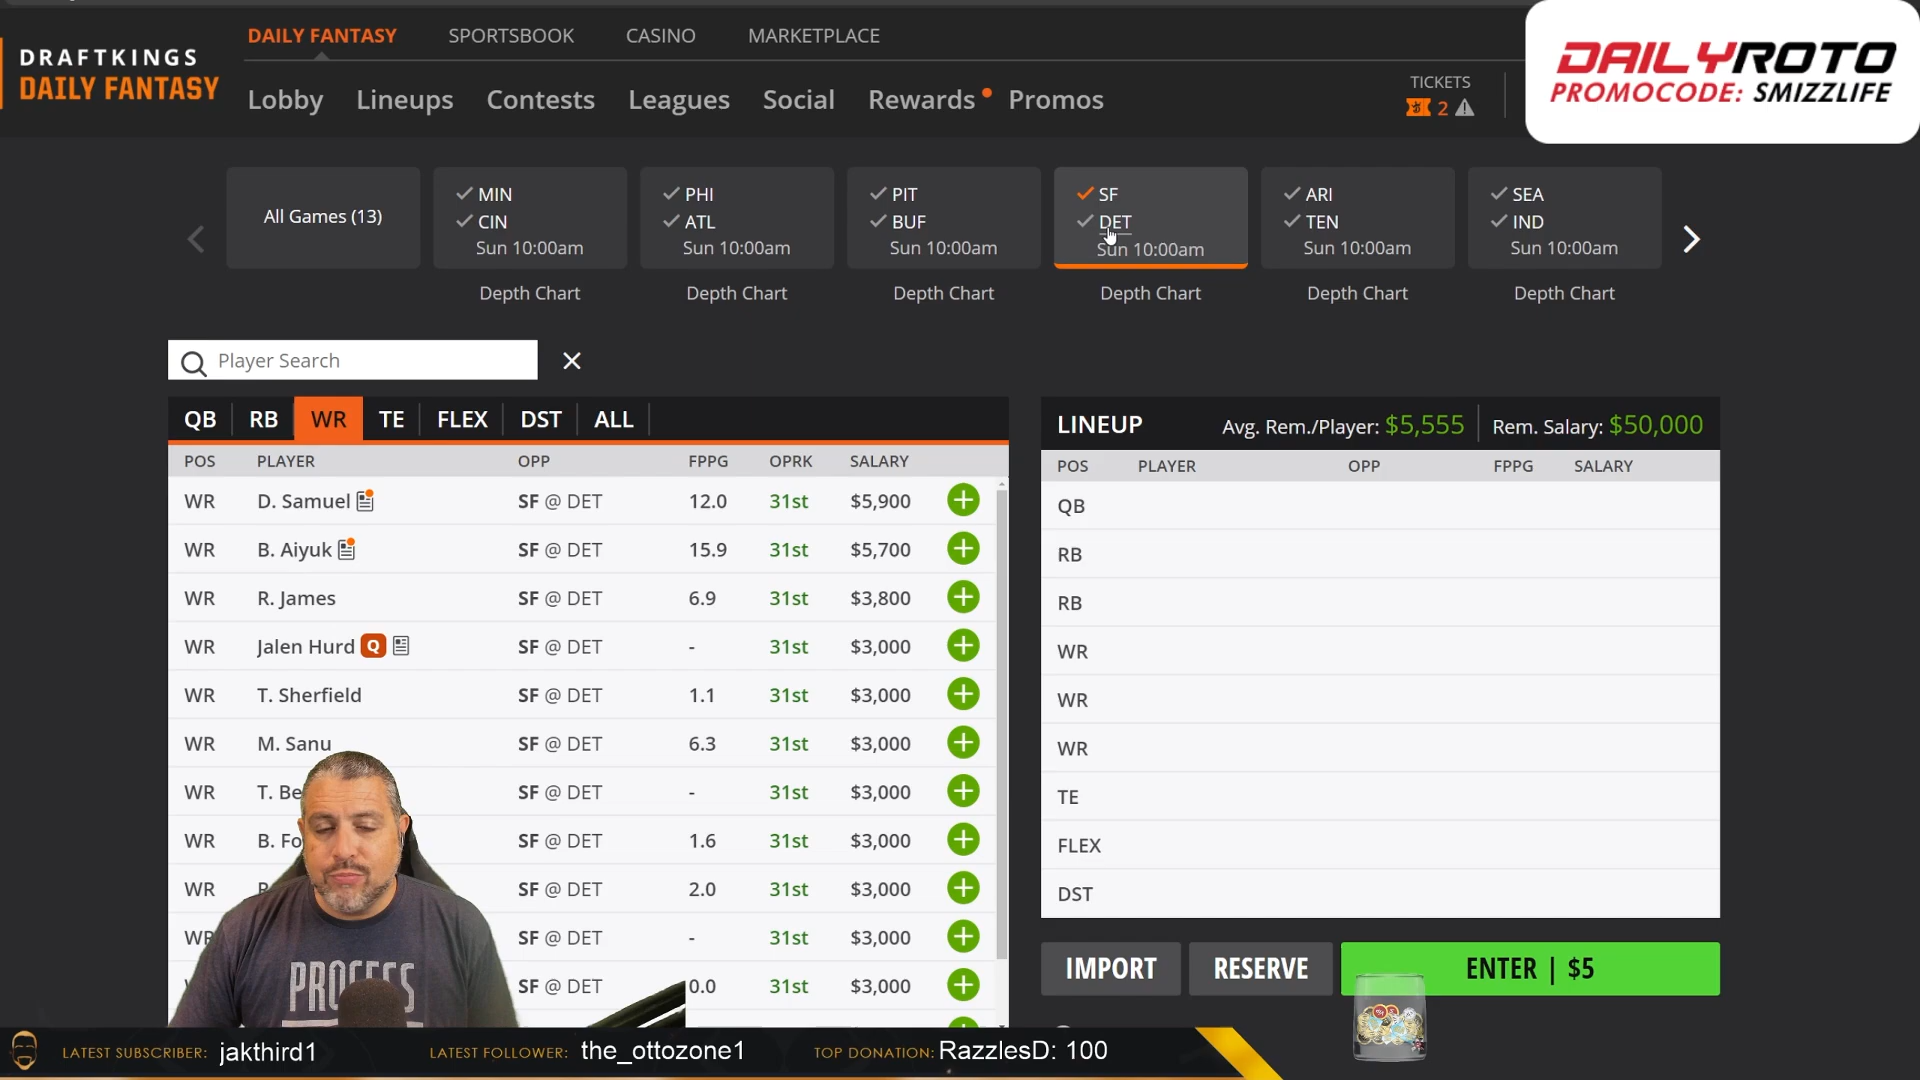 DRAFTKINGS
DAILY FANTASY
DAILY FANTASY SPORTSBOOK CASINO MARKETPLACE
Lobby Lineups Contests Leagues Social Rewards Promos
TICKETS
2
DAILYROTO
PROMOCODE: SMIZZLIFE
All Games (13)
MIN
CIN
Sun 10:00am
PHI
ATL
Sun 10:00am
PIT
BUF
Sun 10:00am
SF
DET
Sun 10:00am
ARI
TEN
Sun 10:00am
SEA
IND
Sun 10:00am
Depth Chart Depth Chart Depth Chart Depth Chart Depth Chart Depth Chart
Player Search
QB RB WR TE FLEX DST ALL
POS PLAYER OPP FPPG OPRK SALARY
WR D. Samuel SF @ DET 12.0 31st $5,900
WR B. Aiyuk SF @ DET 15.9 31st $5,700
WR R. James SF @ DET 6.9 31st $3,800
WR Jalen Hurd Q SF @ DET - 31st $3,000
WR T. Sherfield SF @ DET 1.1 31st $3,000
WR M. Sanu SF @ DET 6.3 31st $3,000
WR T. Be SF @ DET - 31st $3,000
WR B. Fo SF @ DET 1.6 31st $3,000
WR SF @ DET 2.0 31st $3,000
WR SF @ DET - 31st $3,000
SF @ DET 0.0 31st $3,000
LINEUP Avg. Rem./Player: $5,555 Rem. Salary: $50,000
POS PLAYER OPP FPPG SALARY
QB
RB
RB
WR
WR
WR
TE
FLEX
DST
IMPORT RESERVE ENTER | $5
PROCESS
LATEST SUBSCRIBER: jakthird1 LATEST FOLLOWER: the_ottozone1 TOP DONATION: RazzlesD: 100